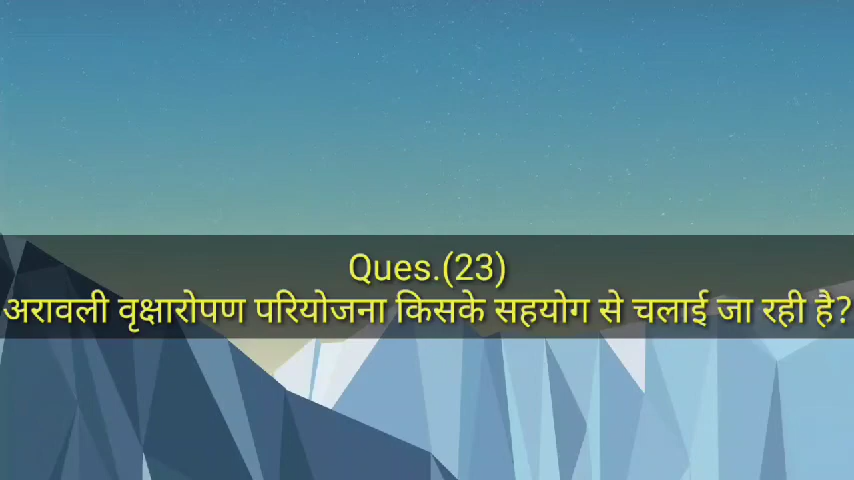 Ques.(23)
अरावली वृक्षारोपण परियोजना किसके सहयोग से चलाई जा रही है?